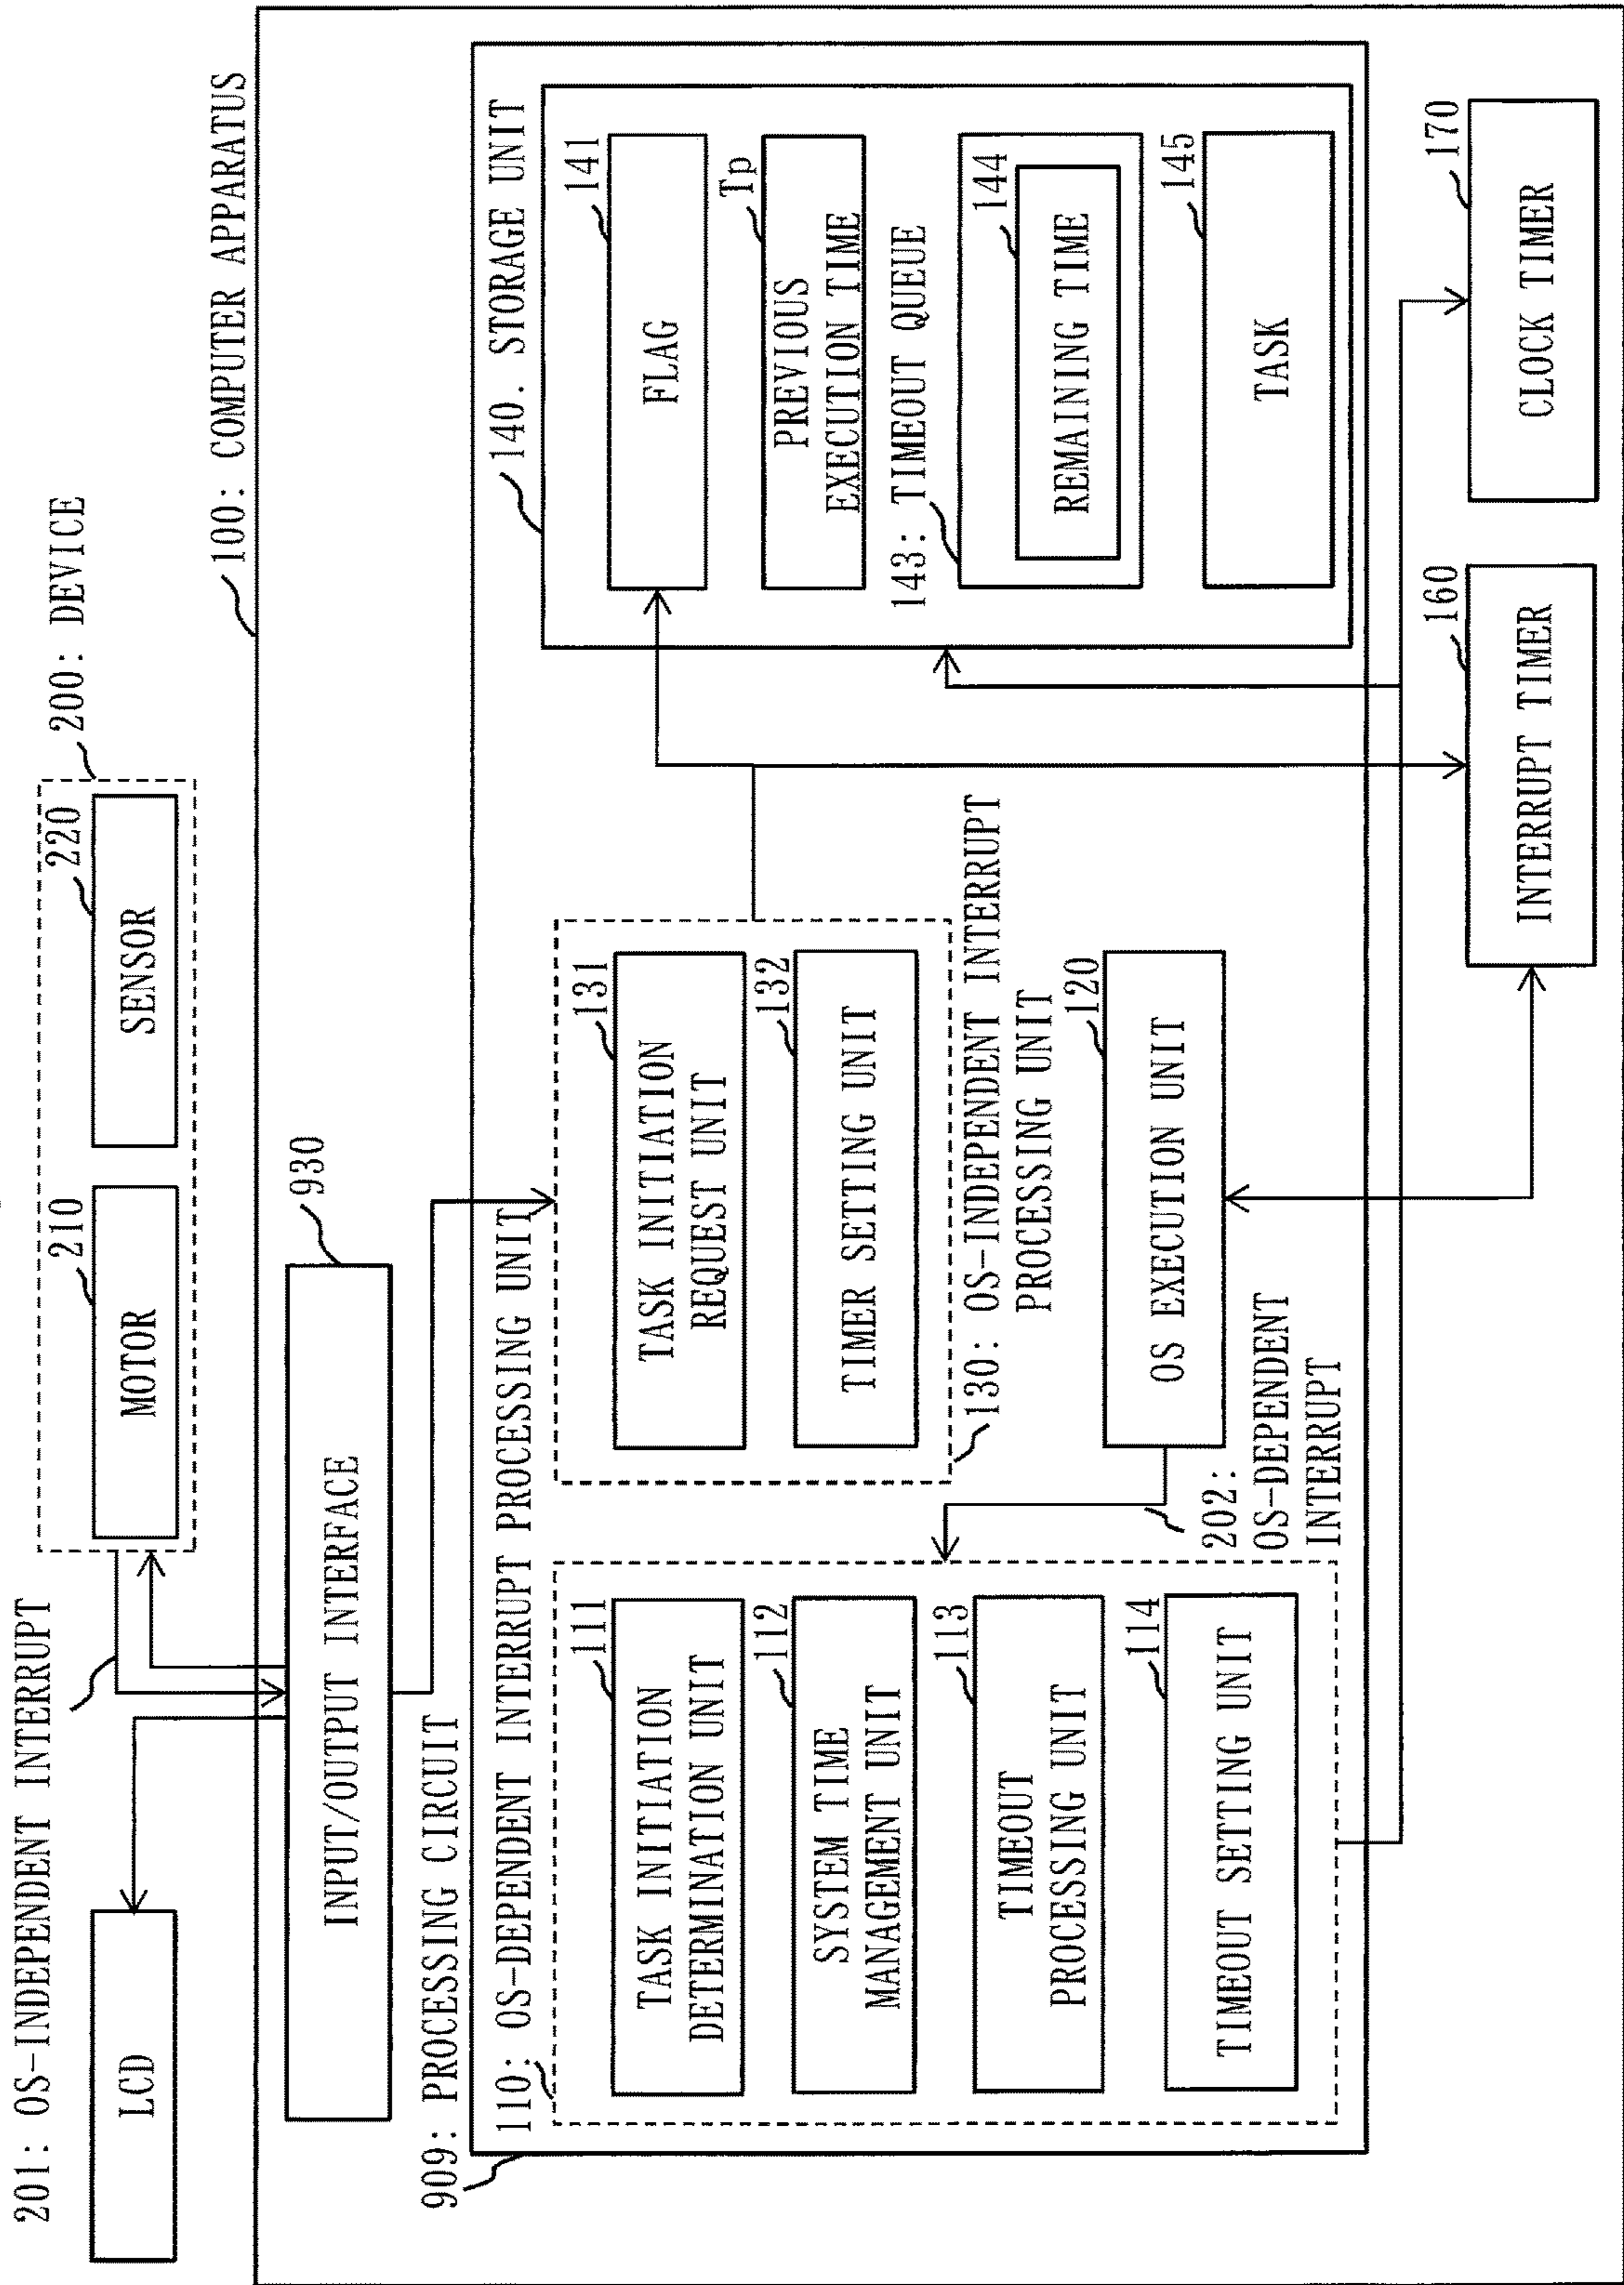 201: OS-INDEPENDENT INTERRUPT
LCD
210
MOTOR
220
SENSOR
200: DEVICE
100: COMPUTER APPARATUS
930
INPUT/OUTPUT INTERFACE
909: PROCESSING CIRCUIT
110: OS-DEPENDENT INTERRUPT PROCESSING UNIT
111
TASK INITIATION
DETERMINATION UNIT
112
SYSTEM TIME
MANAGEMENT UNIT
113
TIMEOUT
PROCESSING UNIT
114
TIMEOUT SETTING UNIT
131
TASK INITIATION
REQUEST UNIT
132
TIMER SETTING UNIT
130: OS-INDEPENDENT INTERRUPT
PROCESSING UNIT
120
OS EXECUTION UNIT
202:
OS-DEPENDENT
INTERRUPT
140. STORAGE UNIT
141
FLAG
Tp
PREVIOUS
EXECUTION TIME
143: TIMEOUT QUEUE
144
REMAINING TIME
145
TASK
160
INTERRUPT TIMER
170
CLOCK TIMER